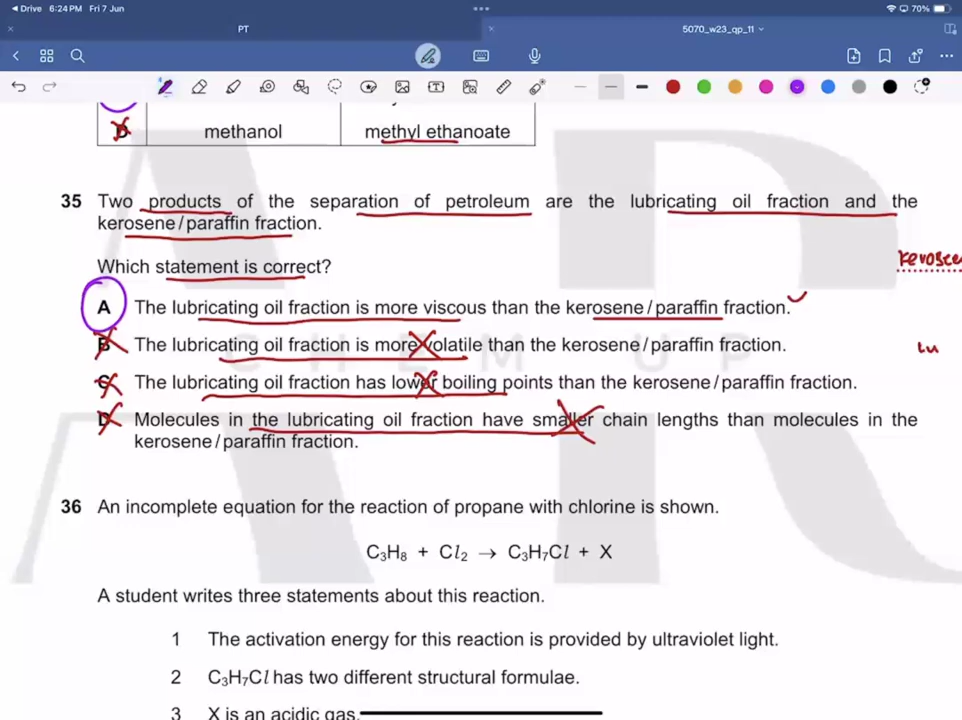 Drive 6:24 PM Fri 7 Jun 70%
PT 5070_w23_qp_11
methanol methyl ethanoate
35 Two products of the separation of petroleum are the lubricating oil fraction and the
kerosene/paraffin fraction.
Which statement is correct?
A The lubricating oil fraction is more viscous than the kerosene/paraffin fraction.
B The lubricating oil fraction is more volatile than the kerosene/paraffin fraction.
C The lubricating oil fraction has lower boiling points than the kerosene/paraffin fraction.
D Molecules in the lubricating oil fraction have smaller chain lengths than molecules in the
kerosene/paraffin fraction.
CHEM UP
36 An incomplete equation for the reaction of propane with chlorine is shown.
C₃H₈ + Cl₂ → C₃H₇Cl + X
A student writes three statements about this reaction.
1 The activation energy for this reaction is provided by ultraviolet light.
2 C₃H₇Cl has two different structural formulae.
3 X is an acidic gas.